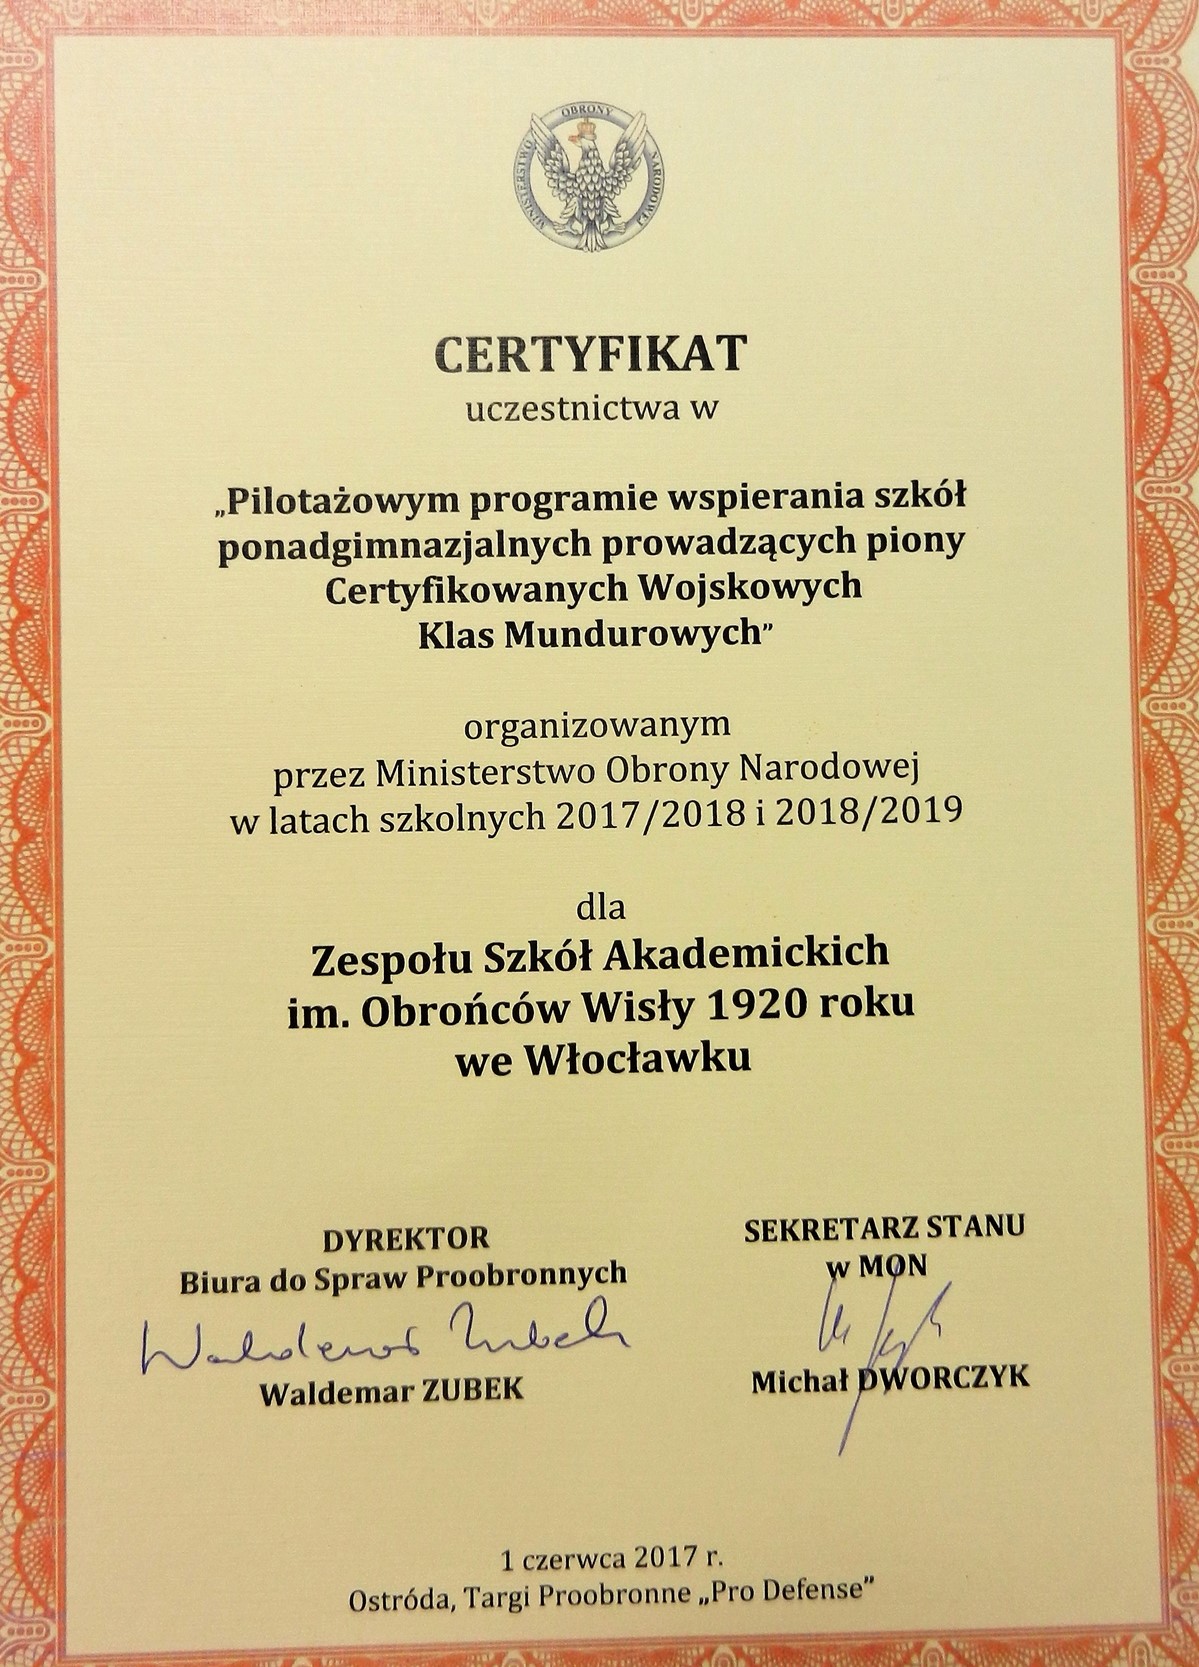 MINISTERSTWO OBRONY NARODOWEJ
CERTYFIKAT
uczestnictwa w
„Pilotażowym programie wspierania szkół
ponadgimnazjalnych prowadzących piony
Certyfikowanych Wojskowych
Klas Mundurowych”
organizowanym
przez Ministerstwo Obrony Narodowej
w latach szkolnych 2017/2018 i 2018/2019
dla
Zespołu Szkół Akademickich
im. Obrońców Wisły 1920 roku
we Włocławku
DYREKTOR
Biura do Spraw Proobronnych
Waldemar Zubek
Waldemar ZUBEK
SEKRETARZ STANU
w MON
Michał DWORCZYK
1 czerwca 2017 r.
Ostróda, Targi Proobronne „Pro Defense”